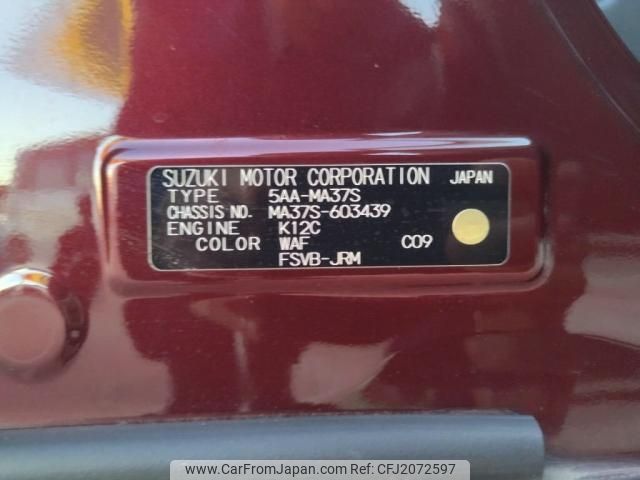 SUZUKI MOTOR CORPORATION JAPAN
TYPE 5AA-MA37S
CHASSIS NO. MA37S-603439
ENGINE K12C
COLOR WAF C09
FSVB-JRM
www.CarFromJapan.com - CFJ2072597